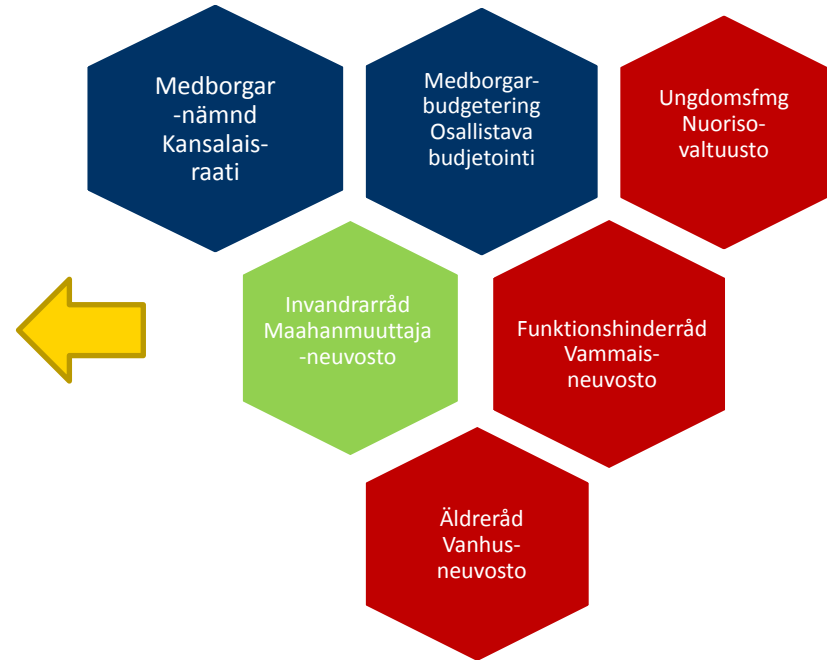 Medborgar
-nämnd
Kansalais-
raati
Medborgar-
budgetering
Osallistava
budjetointi
Ungdomsfmg
Nuoriso-
valtuusto
Invandrarråd
Maahanmuuttaja
-neuvosto
Funktionshinderråd
Vammais-
neuvosto
Äldreråd
Vanhus-
neuvosto